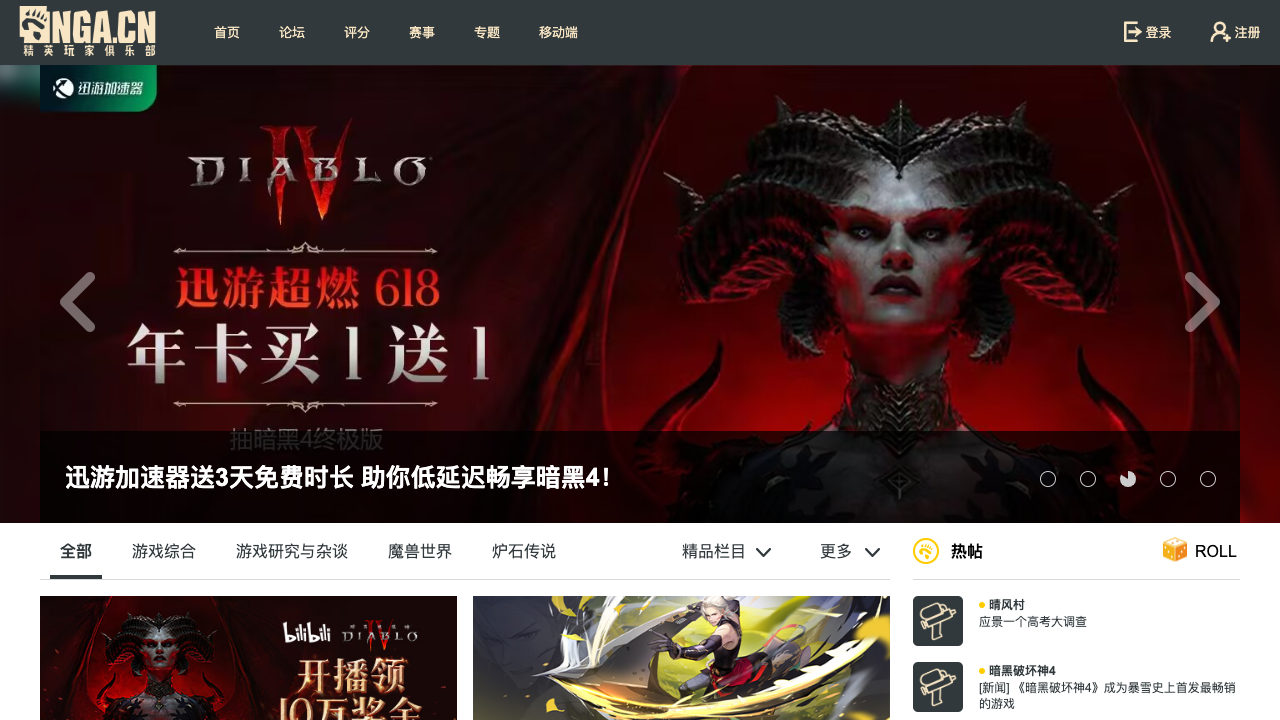 NGA.CN
精英玩家俱乐部
首页 论坛 评分 赛事 专题 移动端 登录 注册
迅游加速器
DIABLO
IV
迅游超燃 618
年卡买1送1
抽暗黑4终极版
迅游加速器送3天免费时长 助你低延迟畅享暗黑4!
全部 游戏综合 游戏研究与杂谈 魔兽世界 炉石传说 精品栏目 更多
热帖 ROLL
晴风村
应景一个高考大调查
bilibili DIABLO IV
开播领
10万奖金
暗黑破坏神4
[新闻] 《暗黑破坏神4》成为暴雪史上首发最畅销
的游戏